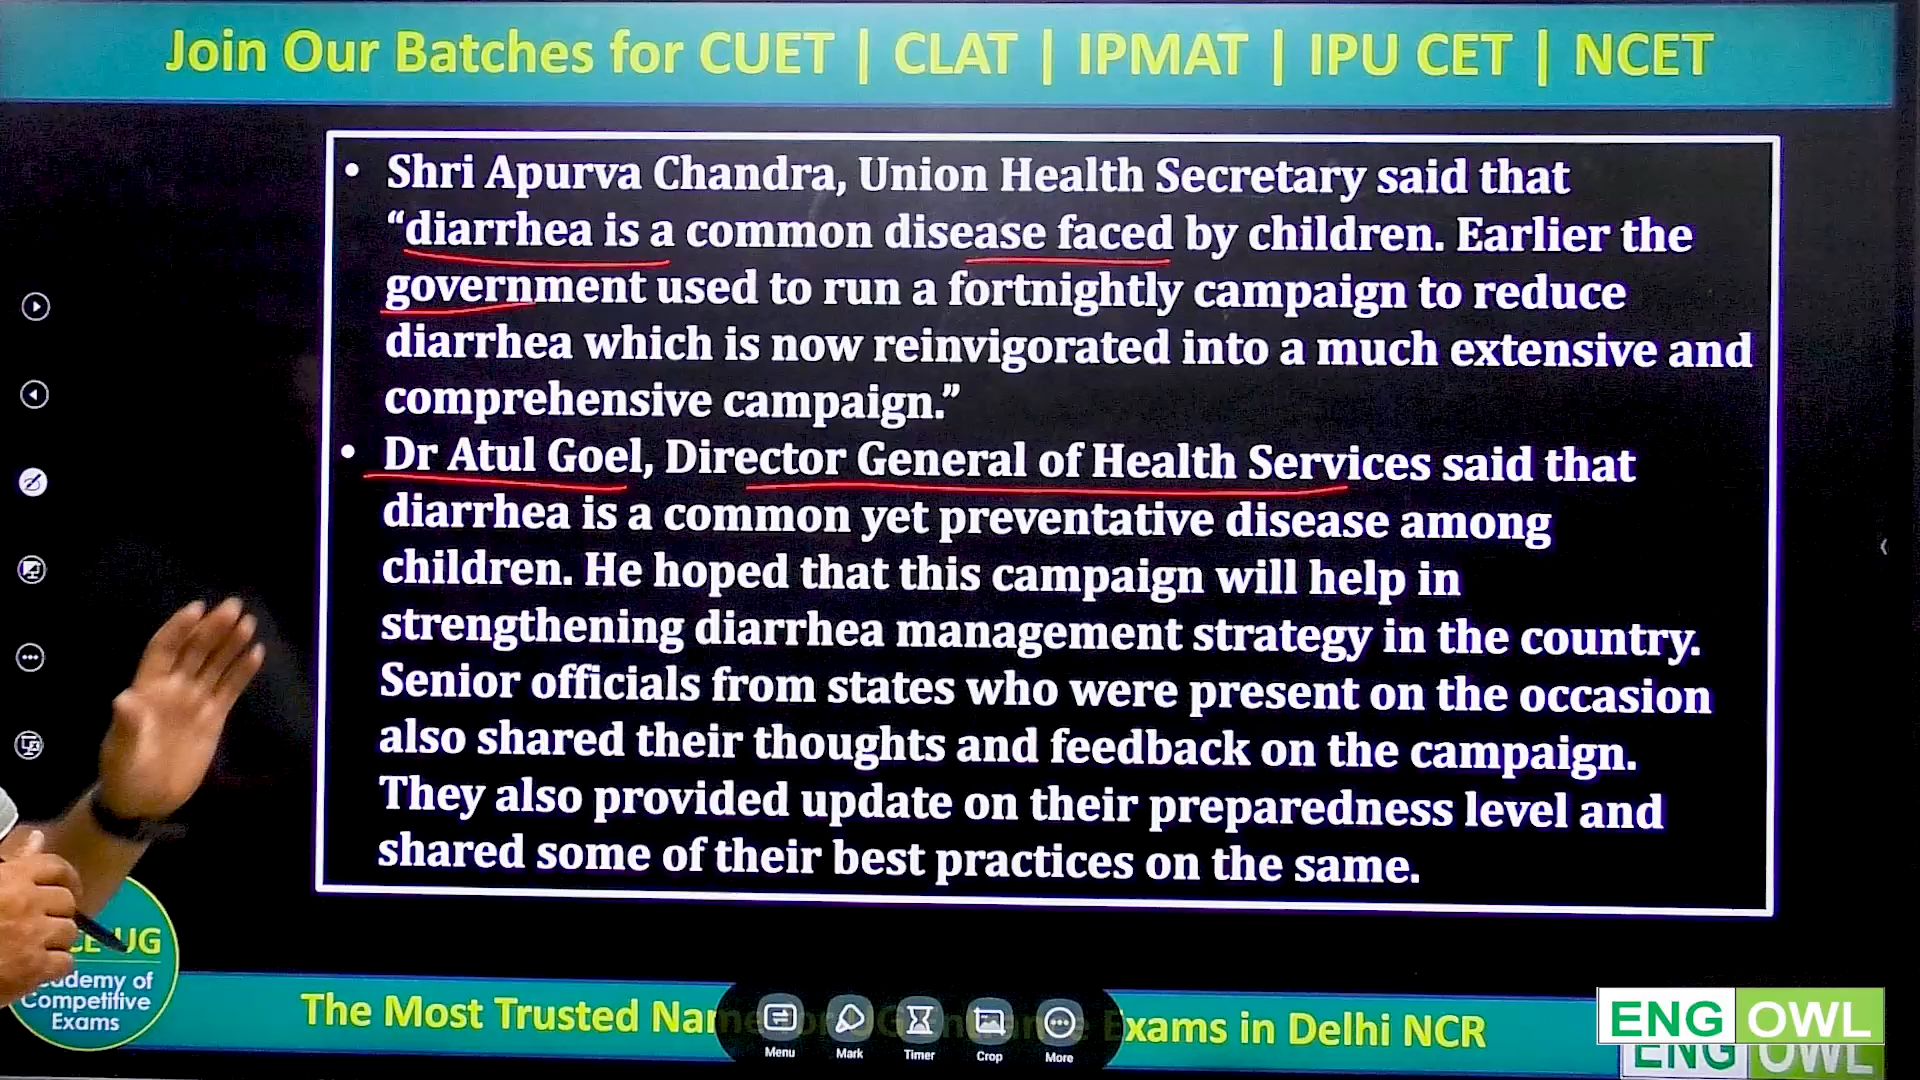 Join Our Batches for CUET | CLAT | IPMAT | IPU CET | NCET
• Shri Apurva Chandra, Union Health Secretary said that
“diarrhea is a common disease faced by children. Earlier the
government used to run a fortnightly campaign to reduce
diarrhea which is now reinvigorated into a much extensive and
comprehensive campaign.”
• Dr Atul Goel, Director General of Health Services said that
diarrhea is a common yet preventative disease among
children. He hoped that this campaign will help in
strengthening diarrhea management strategy in the country.
Senior officials from states who were present on the occasion
also shared their thoughts and feedback on the campaign.
They also provided update on their preparedness level and
shared some of their best practices on the same.
UG
Competitive
Exams
The Most Trusted Exams in Delhi NCR
Menu Mark Timer Crop More
ENG OWL
ENG OWL